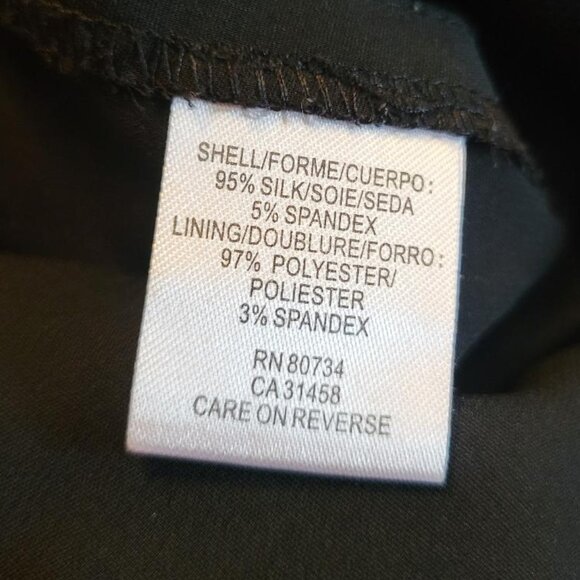 SHELL/FORME/CUERPO:
95% SILK/SOIE/SEDA
5% SPANDEX
LINING/DOUBLURE/FORRO:
97% POLYESTER/
POLIESTER
3% SPANDEX
RN 80734
CA 31458
CARE ON REVERSE